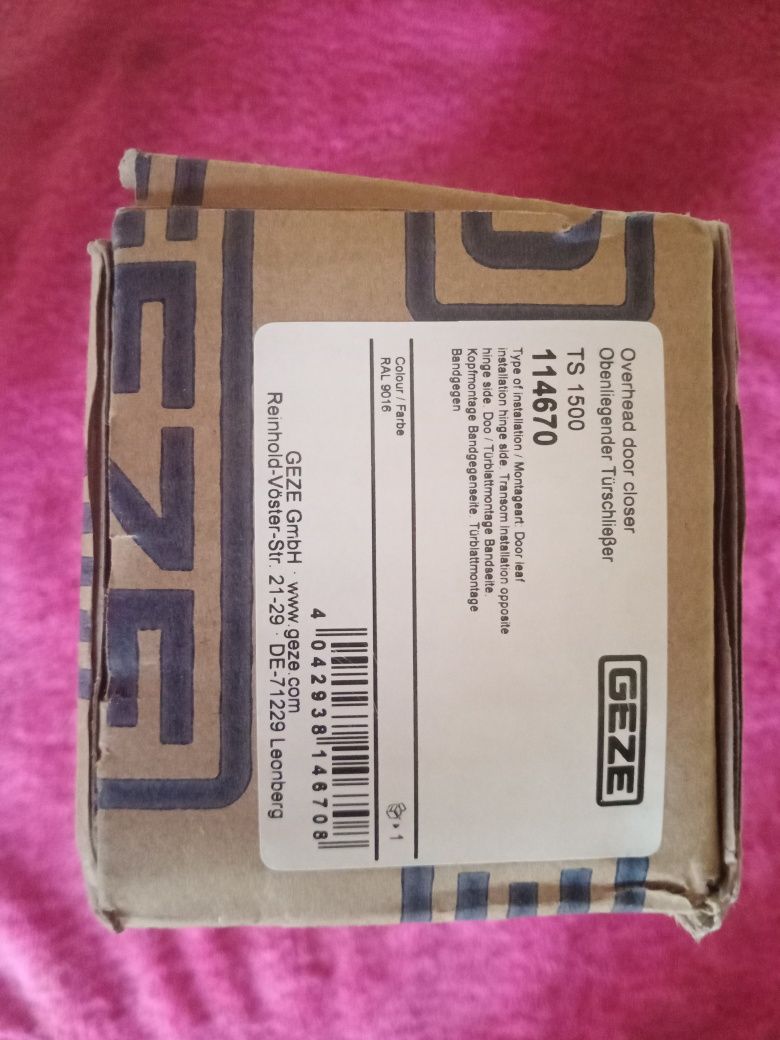 Overhead door closer
Obenliegender Türschließer
GEZE
TS 1500
114670
Type of installation / Montageart: Door leaf
installation hinge side. Transom installation opposite
hinge side. Doo / Türblattmontage Bandseite.
Kopfmontage Bandgegenseite. Türblattmontage
Bandgegen
Colour / Farbe
RAL 9016
1
4 042938 146708
GEZE GmbH · www.geze.com
Reinhold-Vöster-Str. 21-29 · DE-71229 Leonberg
GEZE